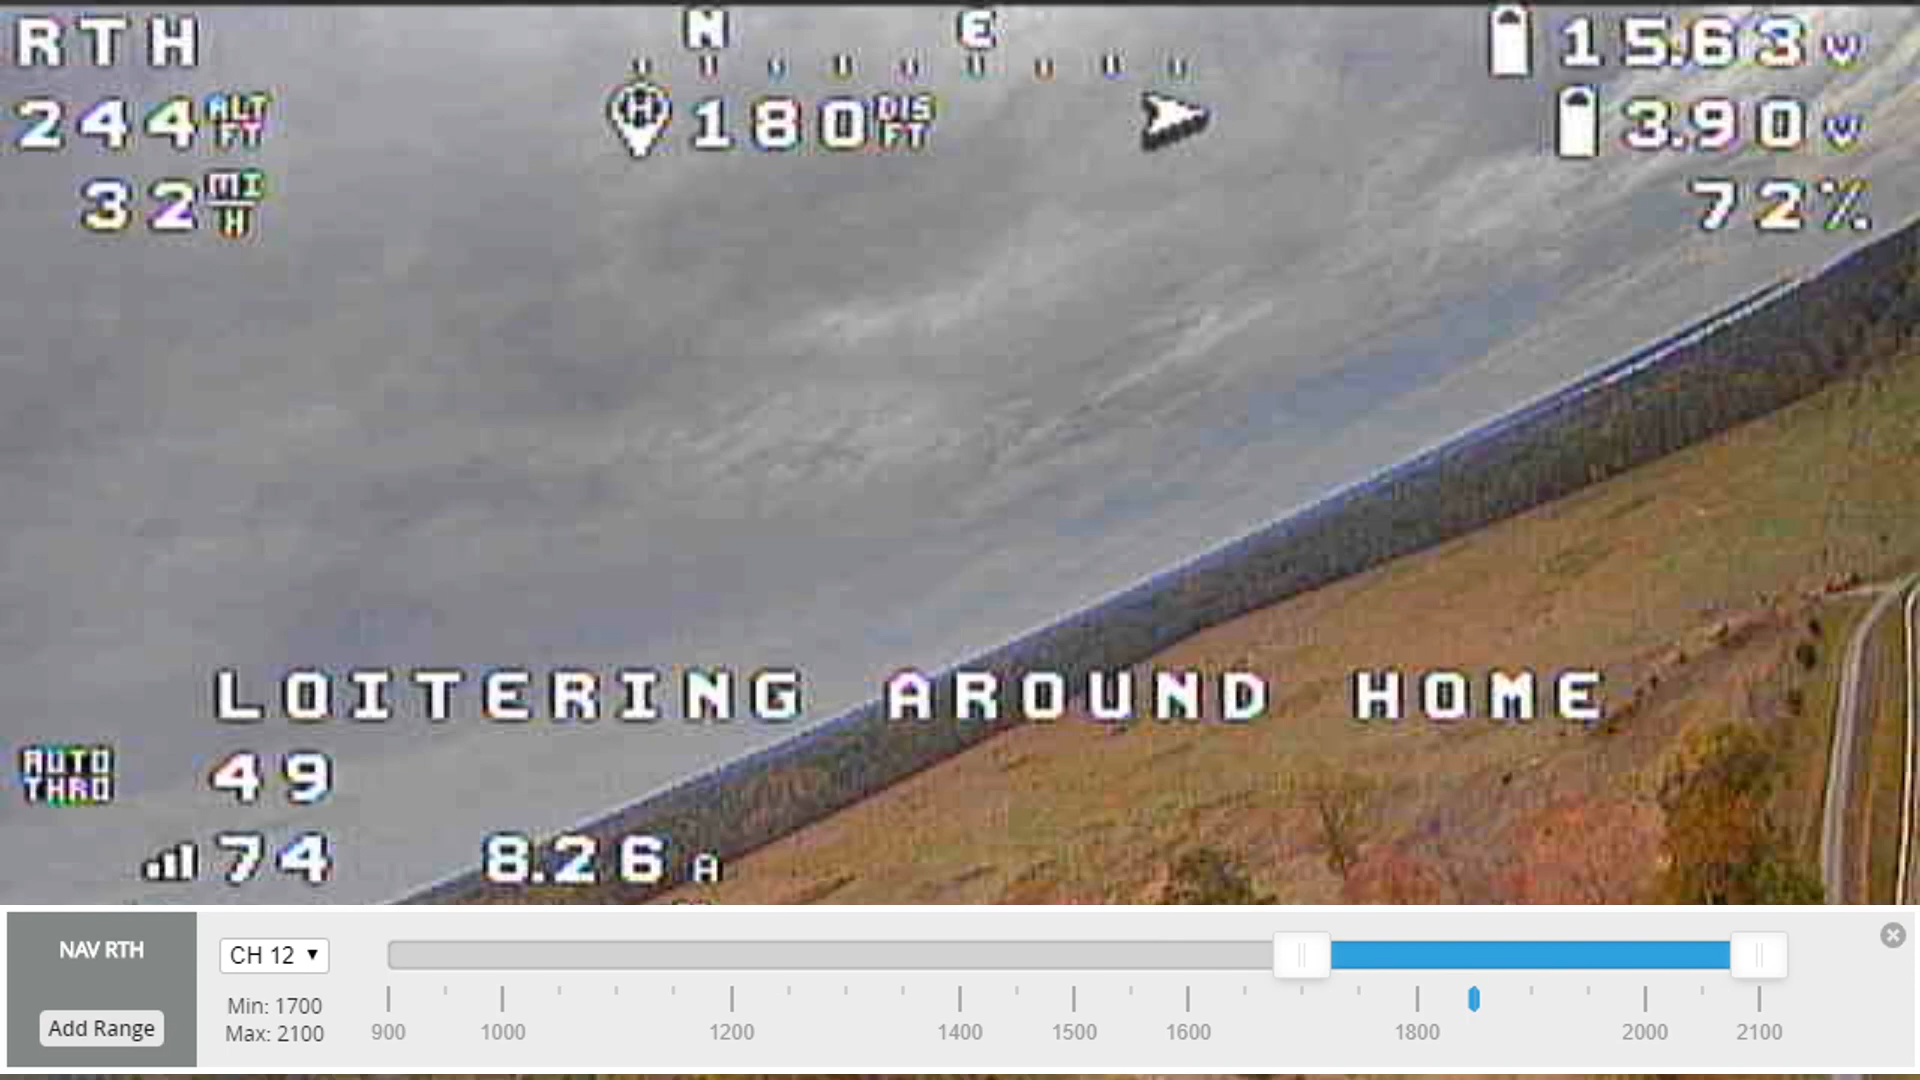 RTH N E 15.63 V
244 ALT FT H 180 DIS FT 3.90 V
32 MI H 72%
LOITERING AROUND HOME
AUTO THRO 49
74 8.26 A
NAV RTH
Add Range
CH 12 ▼
Min: 1700
Max: 2100
900 1000 1200 1400 1500 1600 1800 2000 2100